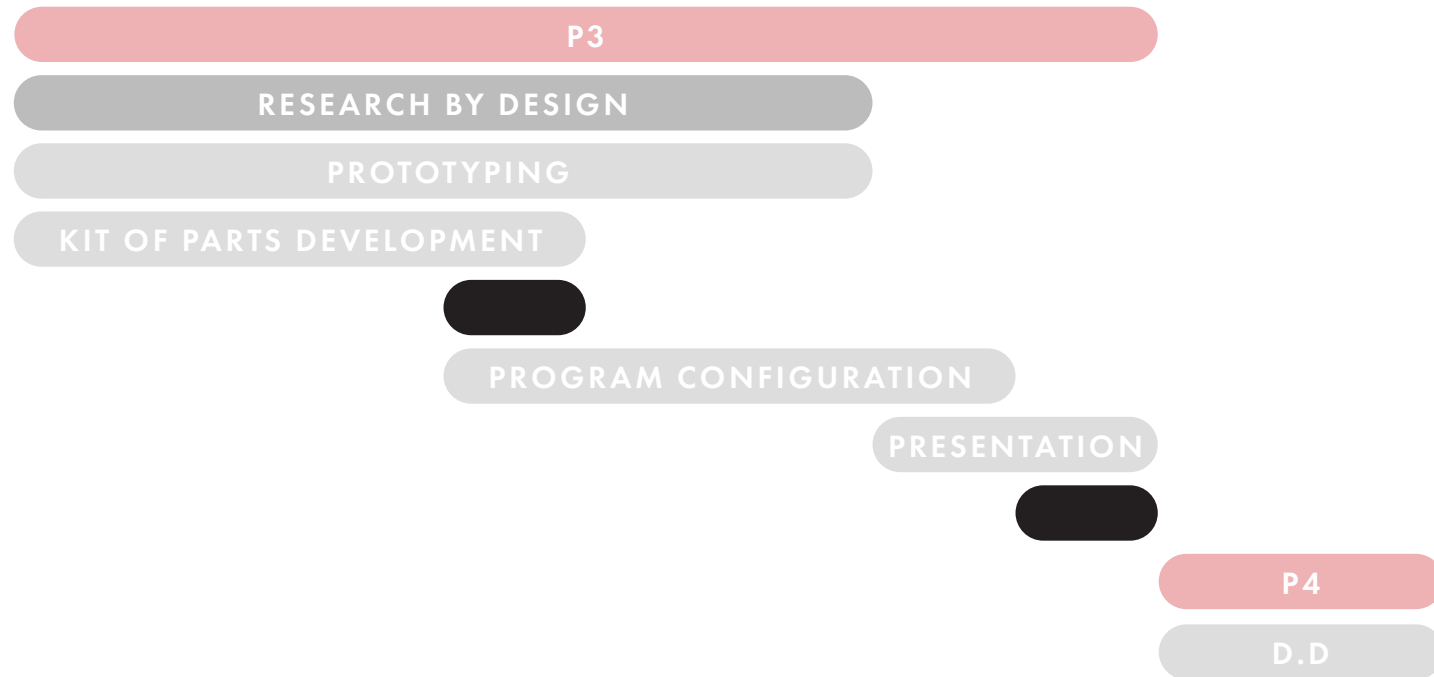 P3
RESEARCH BY DESIGN
PROTOTYPING
KIT OF PARTS DEVELOPMENT
PROGRAM CONFIGURATION
PRESENTATION
P4
D.D